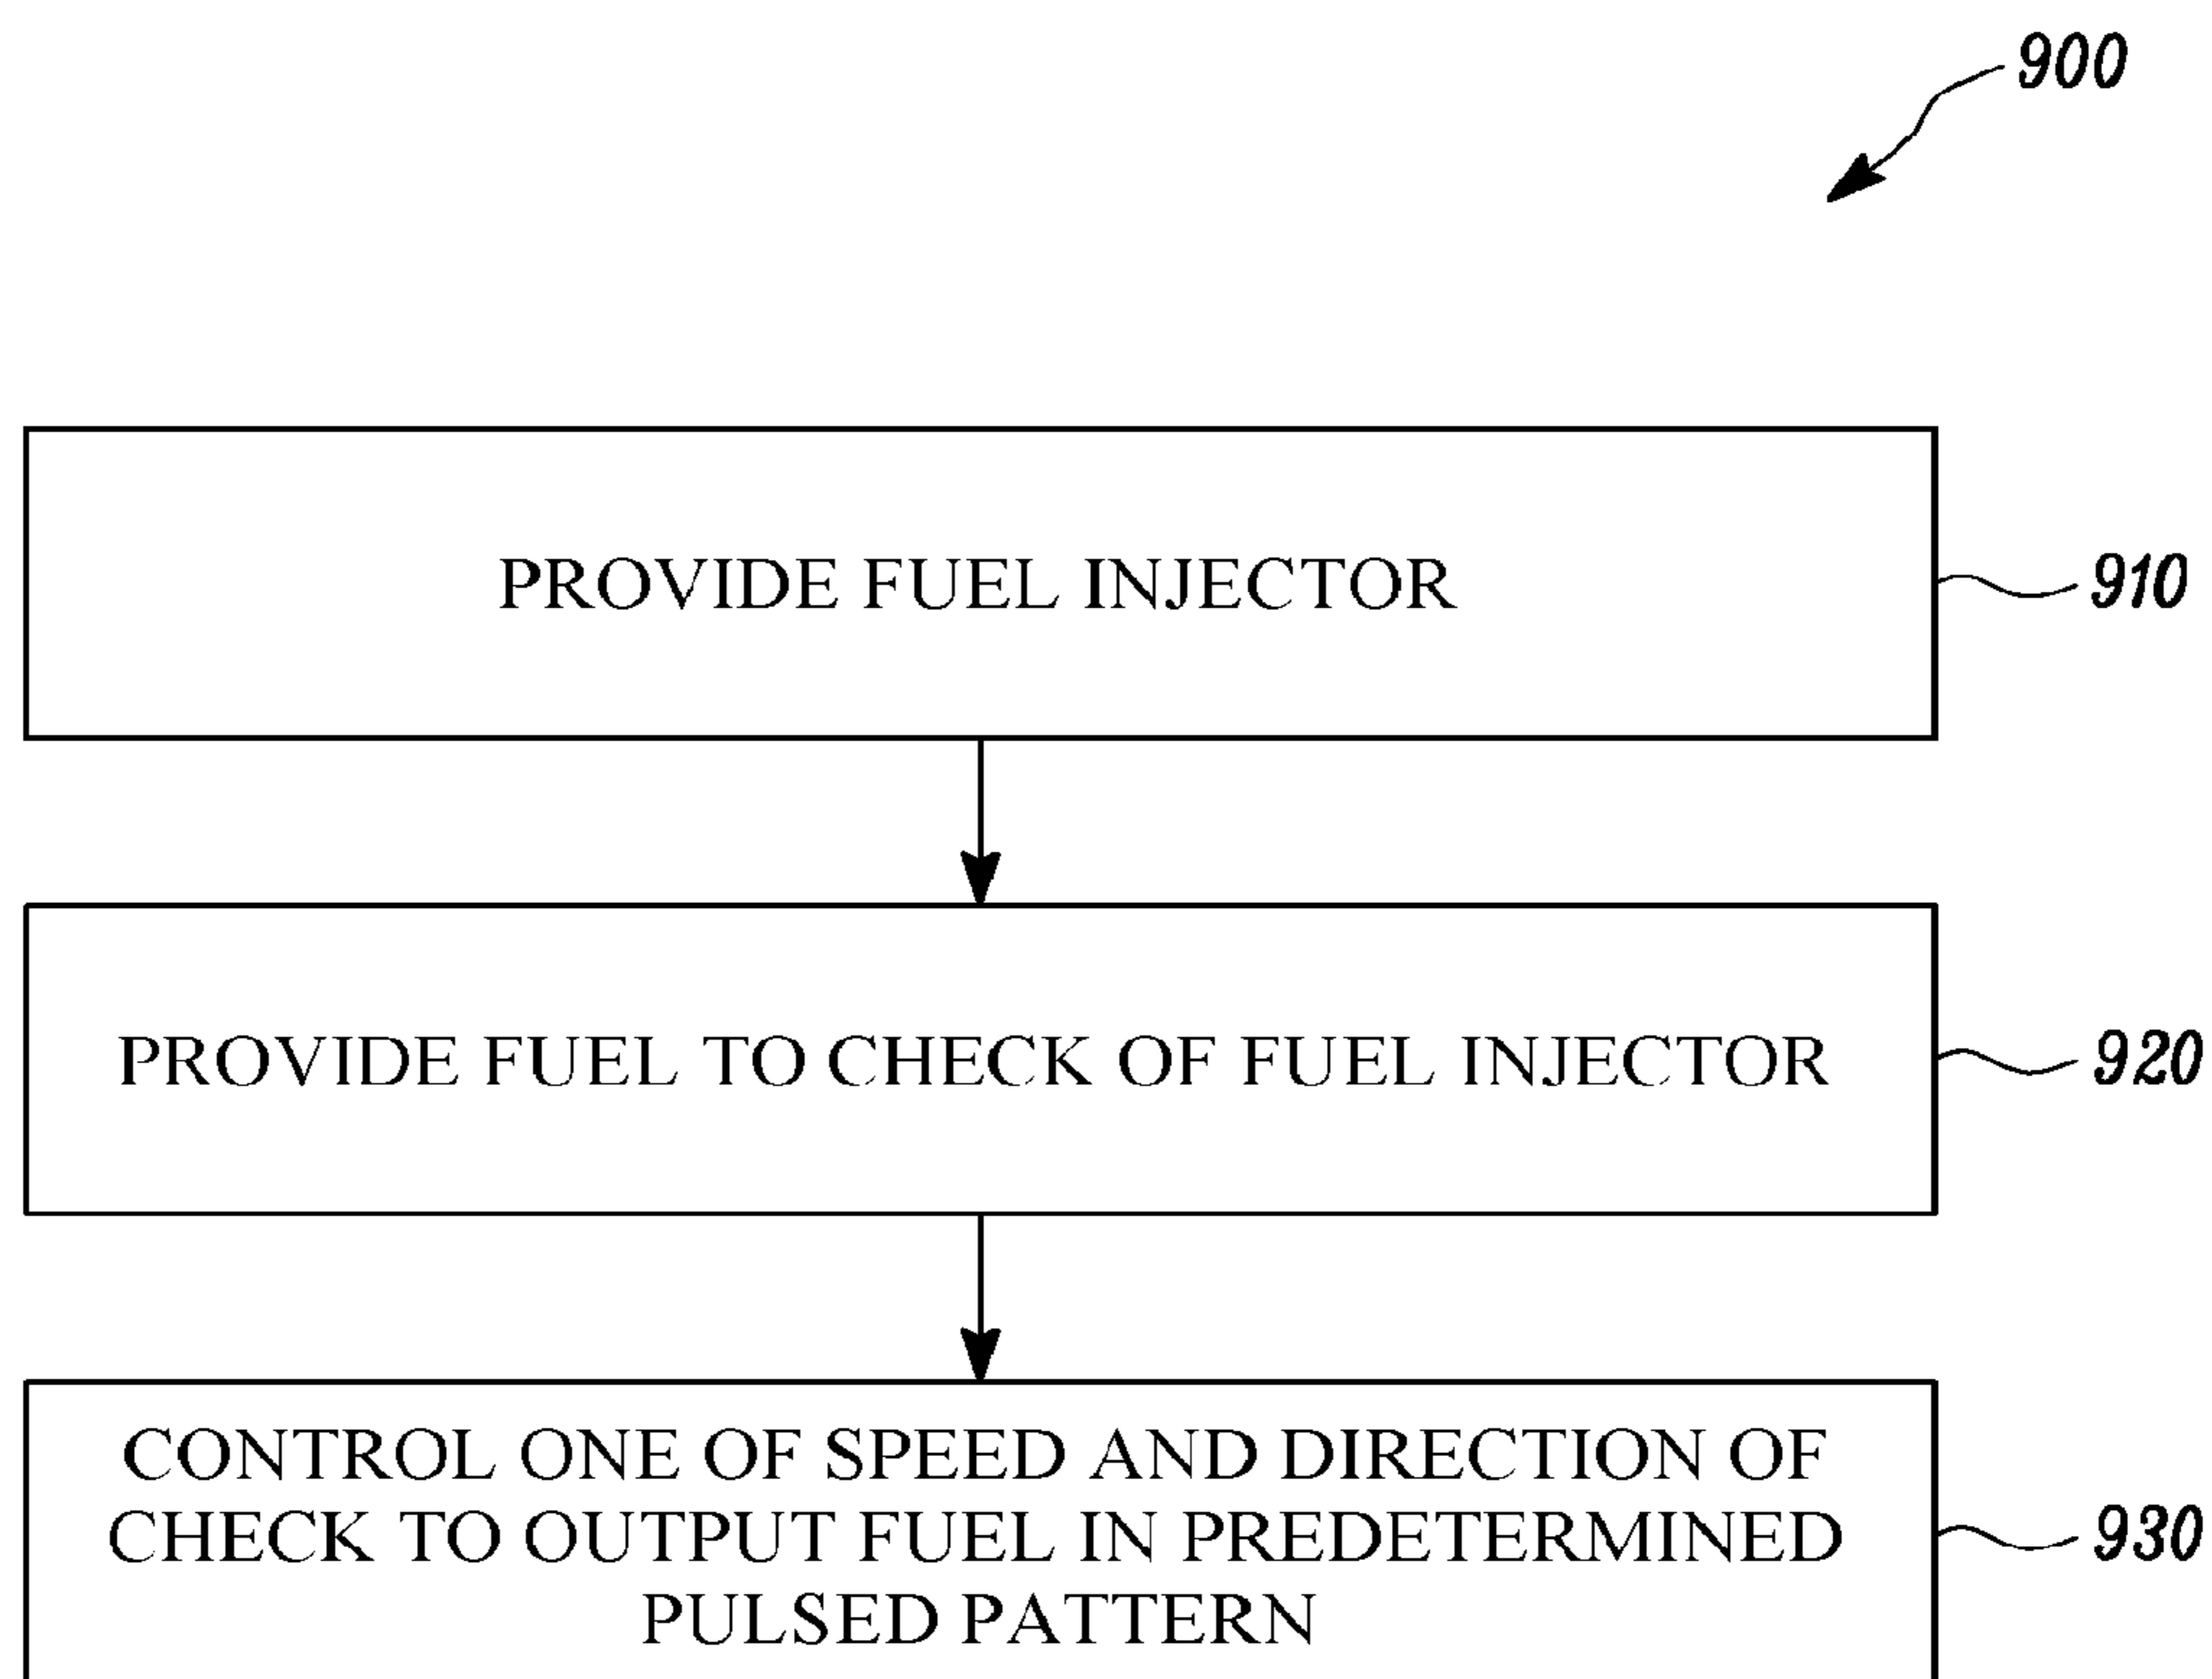 900
PROVIDE FUEL INJECTOR
910
PROVIDE FUEL TO CHECK OF FUEL INJECTOR
920
CONTROL ONE OF SPEED AND DIRECTION OF
CHECK TO OUTPUT FUEL IN PREDETERMINED
PULSED PATTERN
930